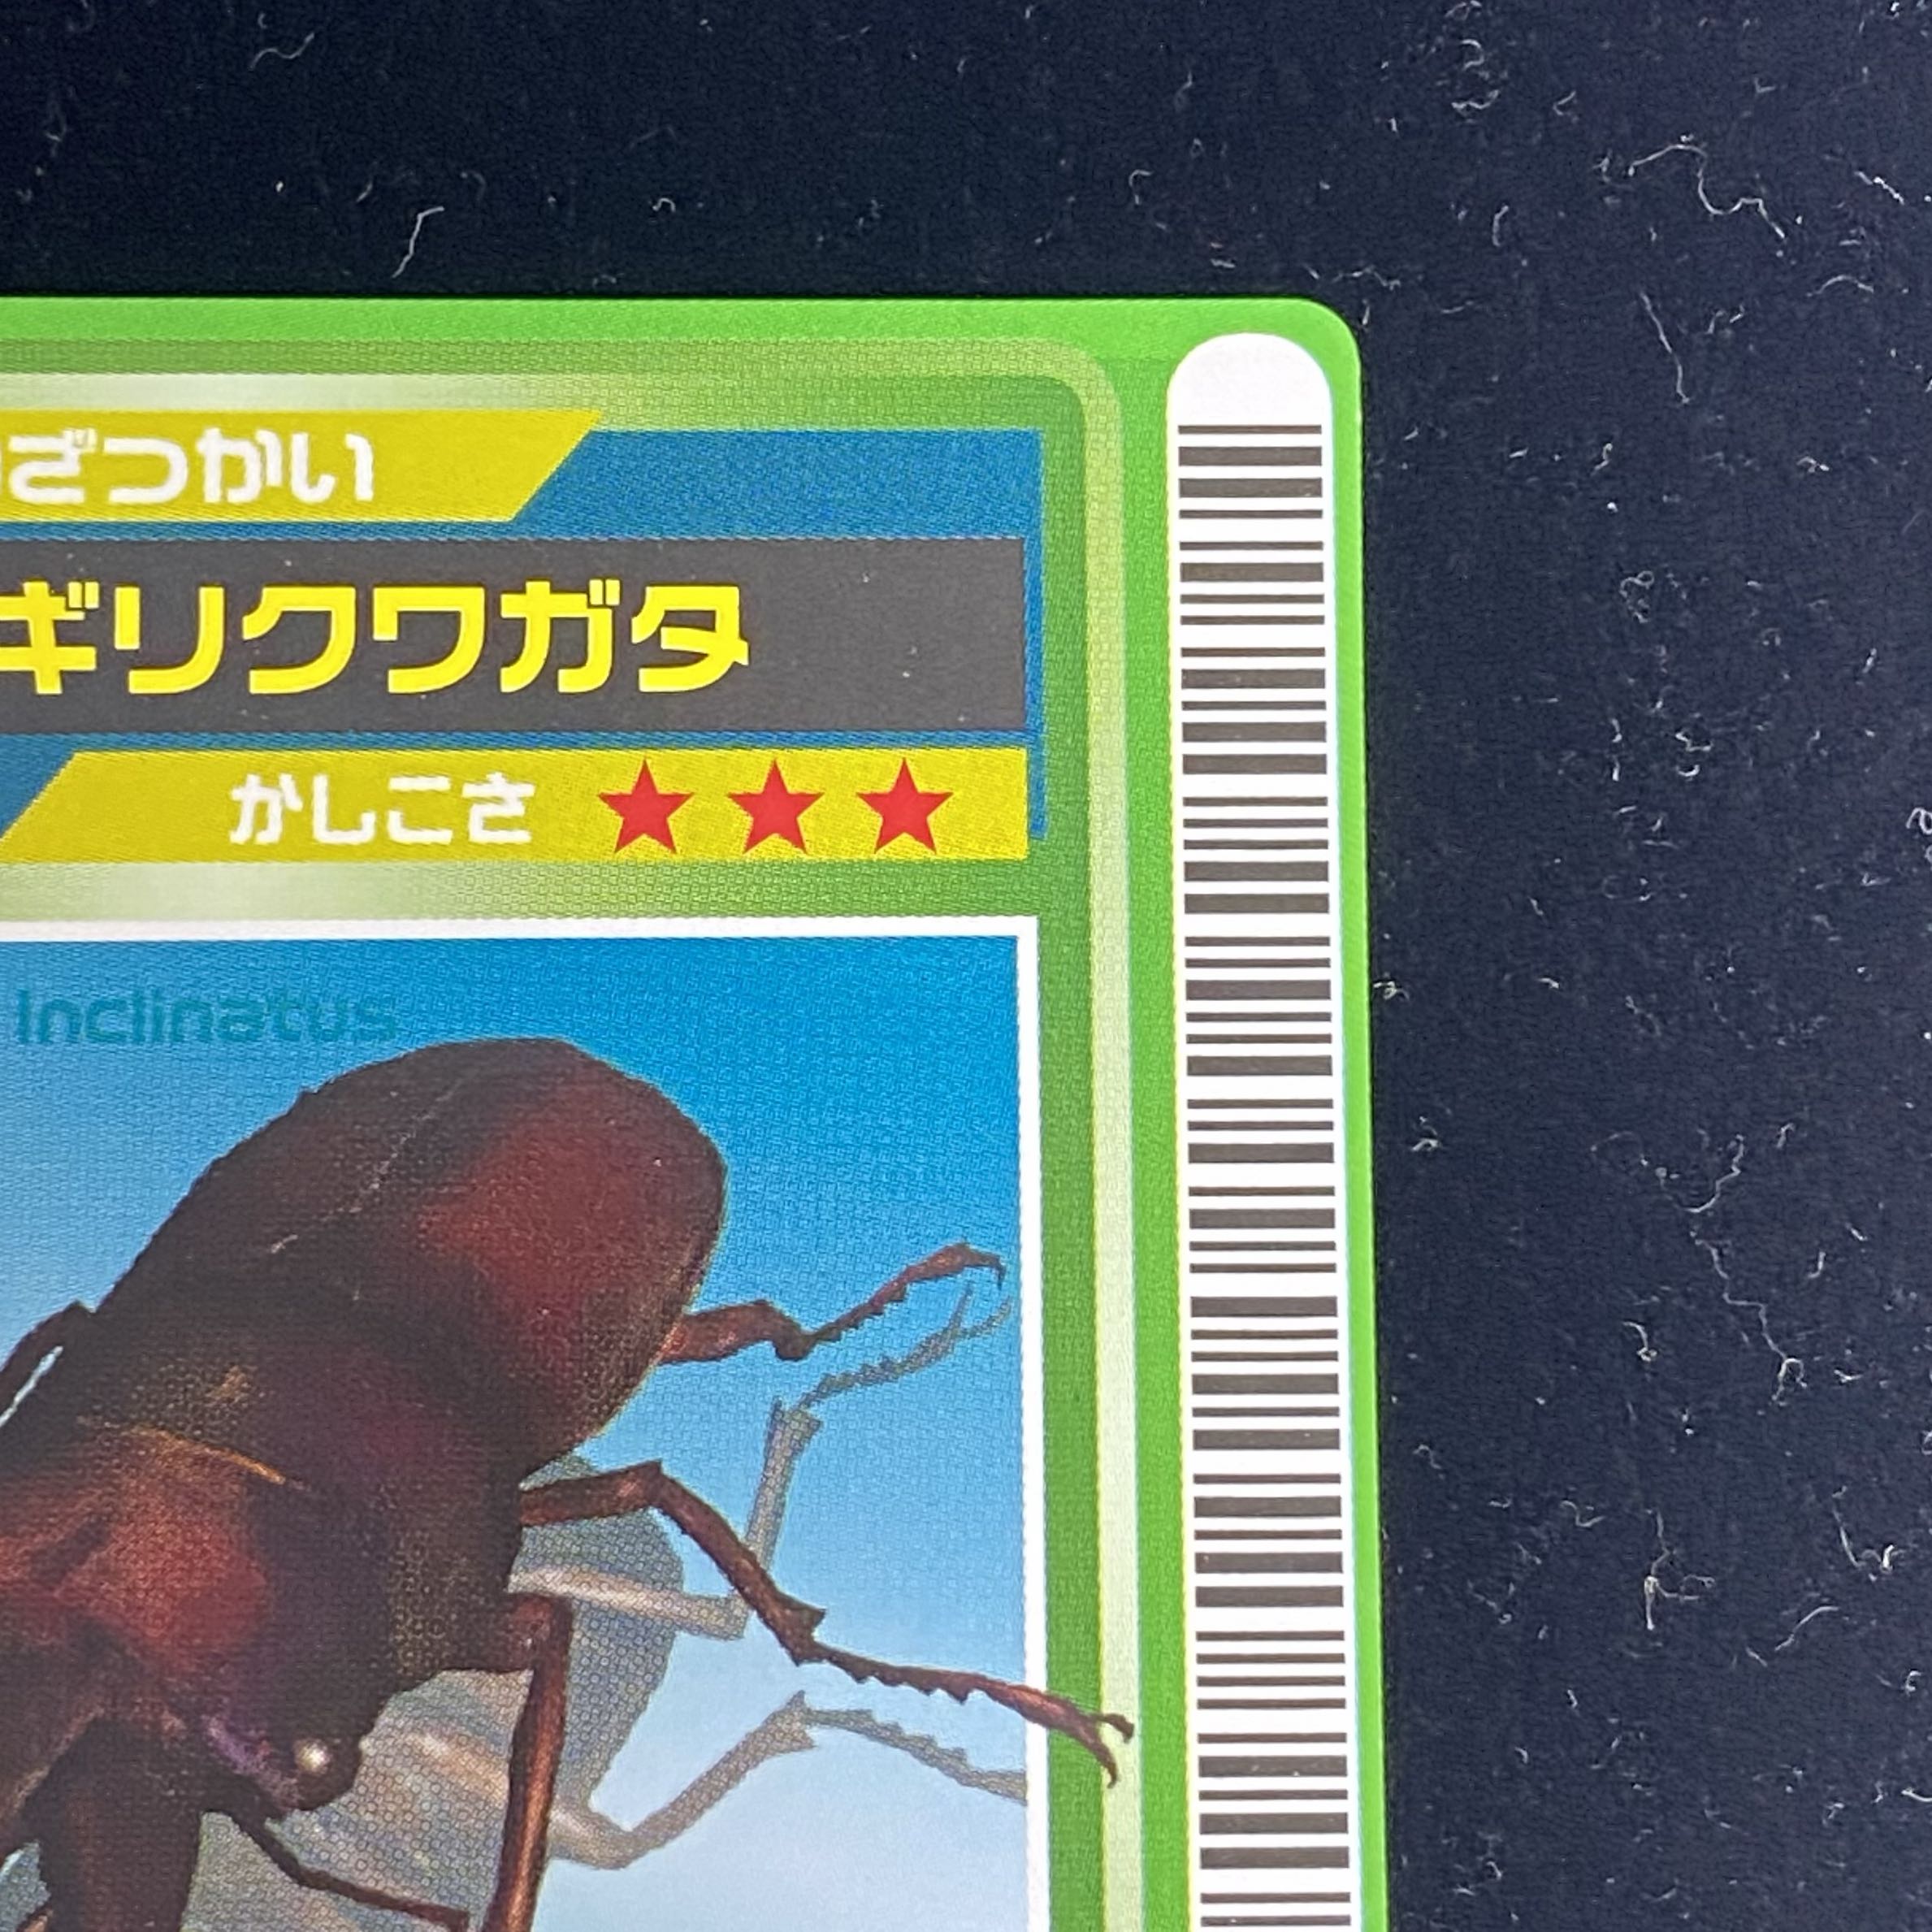 ざつかい
ギリクワガタ
かしこさ ★★★
Inclinatus